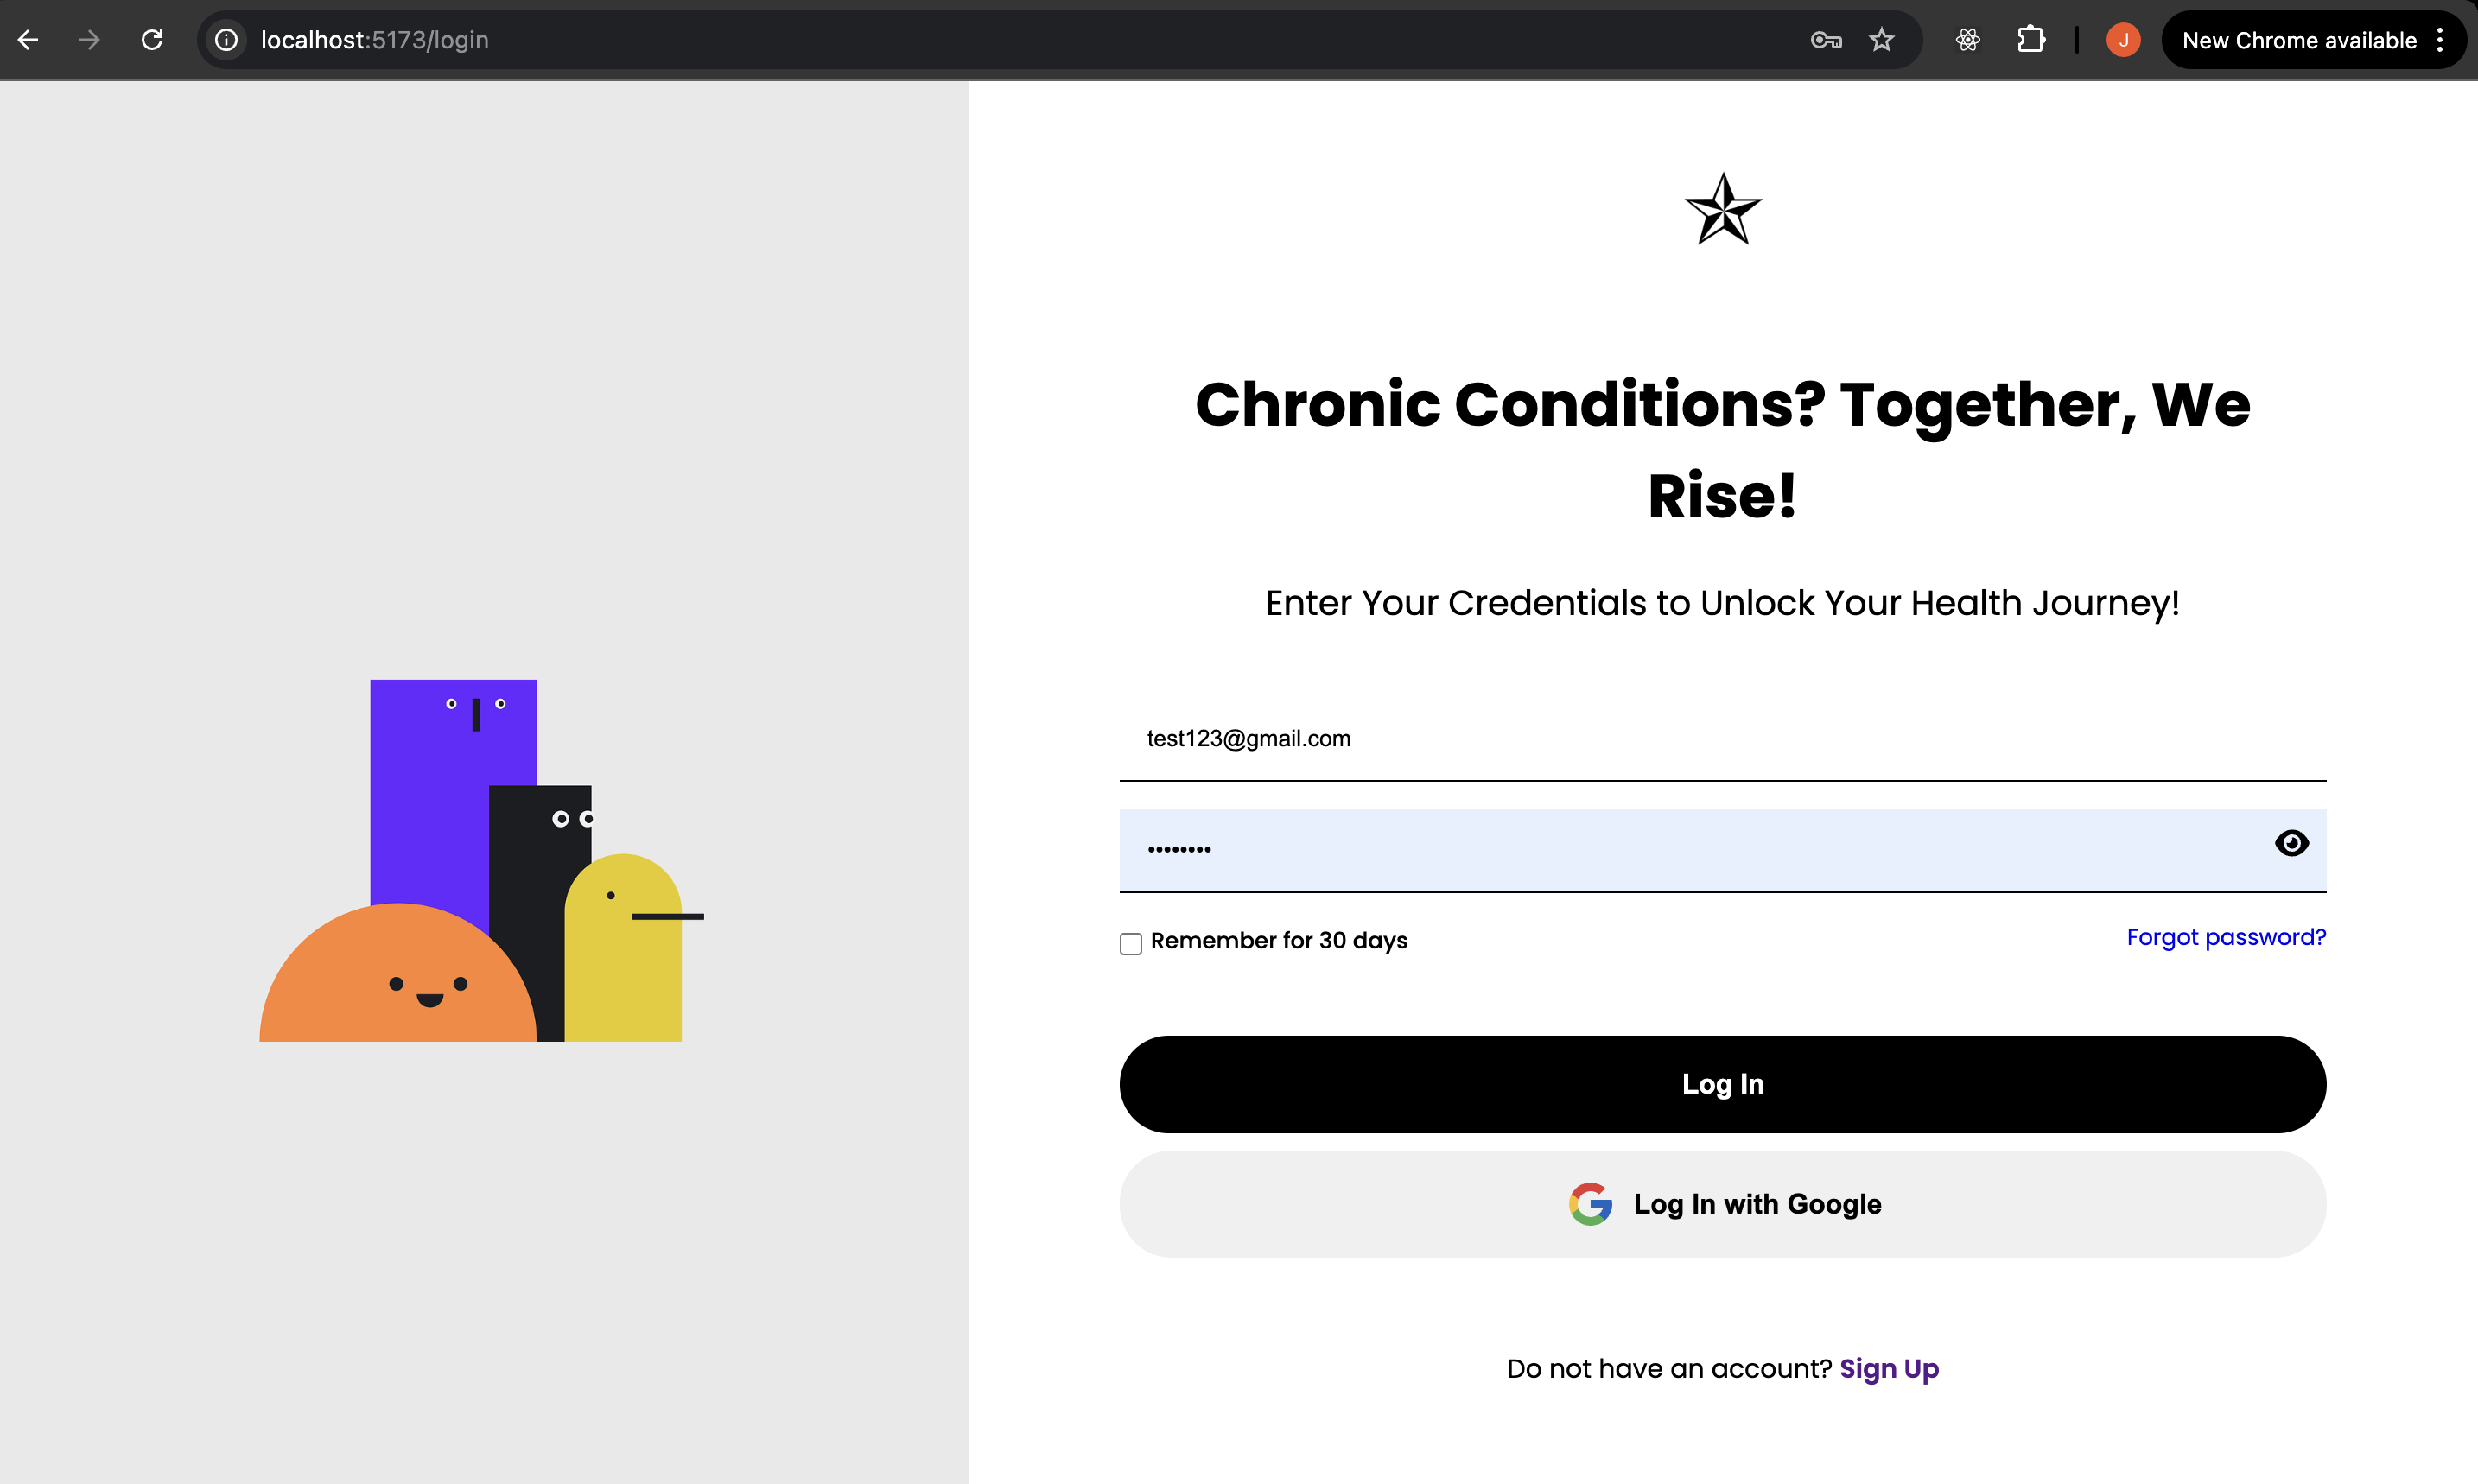 localhost:5173/login
J
New Chrome available
Chronic Conditions? Together, We
Rise!
Enter Your Credentials to Unlock Your Health Journey!
test123@gmail.com
••••••••
Remember for 30 days
Forgot password?
Log In
Log In with Google
Do not have an account? Sign Up